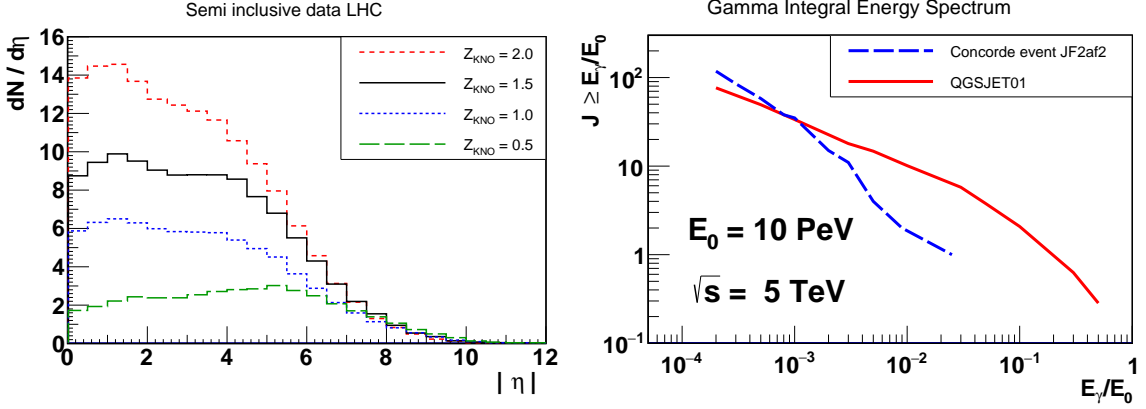 Semi inclusive data LHC
dN / dη
16
14
12
10
8
6
4
2
0
Z_KNO = 2.0
Z_KNO = 1.5
Z_KNO = 1.0
Z_KNO = 0.5
0 2 4 6 8 10 12
| η |
Gamma Integral Energy Spectrum
J ≥ E_γ/E_0
10^2
10
1
10^−1
Concorde event JF2af2
QGSJET01
E_0 = 10 PeV
√s = 5 TeV
10^−4 10^−3 10^−2 10^−1 1
E_γ/E_0